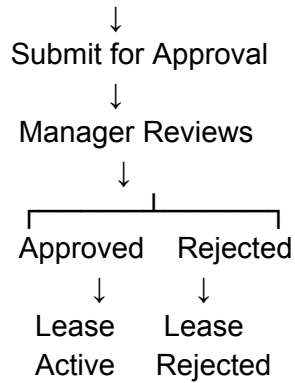 ↓
Submit for Approval
↓
Manager Reviews
↓
Approved Rejected
↓ ↓
Lease Lease
Active Rejected